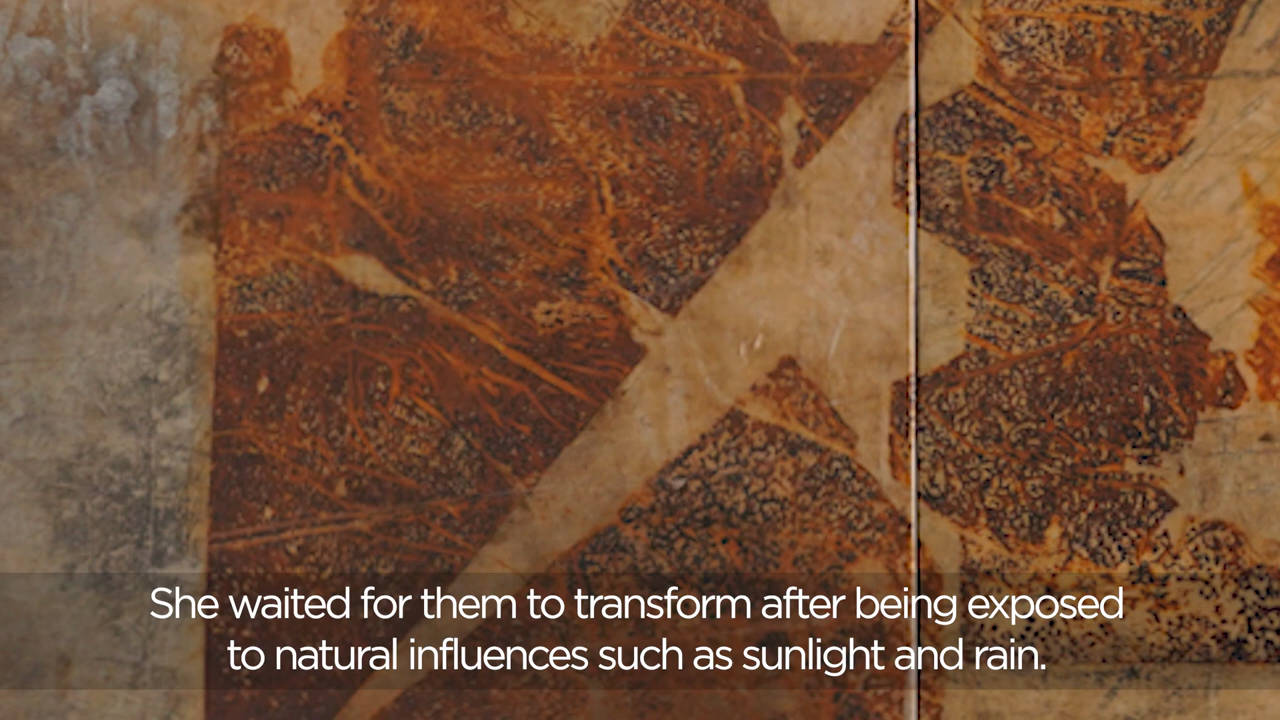 She waited for them to transform after being exposed
to natural influences such as sunlight and rain.